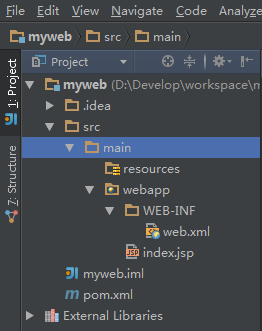 File Edit View Navigate Code Analyze
myweb src main
Project
1: Project
myweb (D:\Develop\workspace\m
.idea
src
main
resources
webapp
WEB-INF
web.xml
index.jsp
myweb.iml
pom.xml
External Libraries
Z: Structure